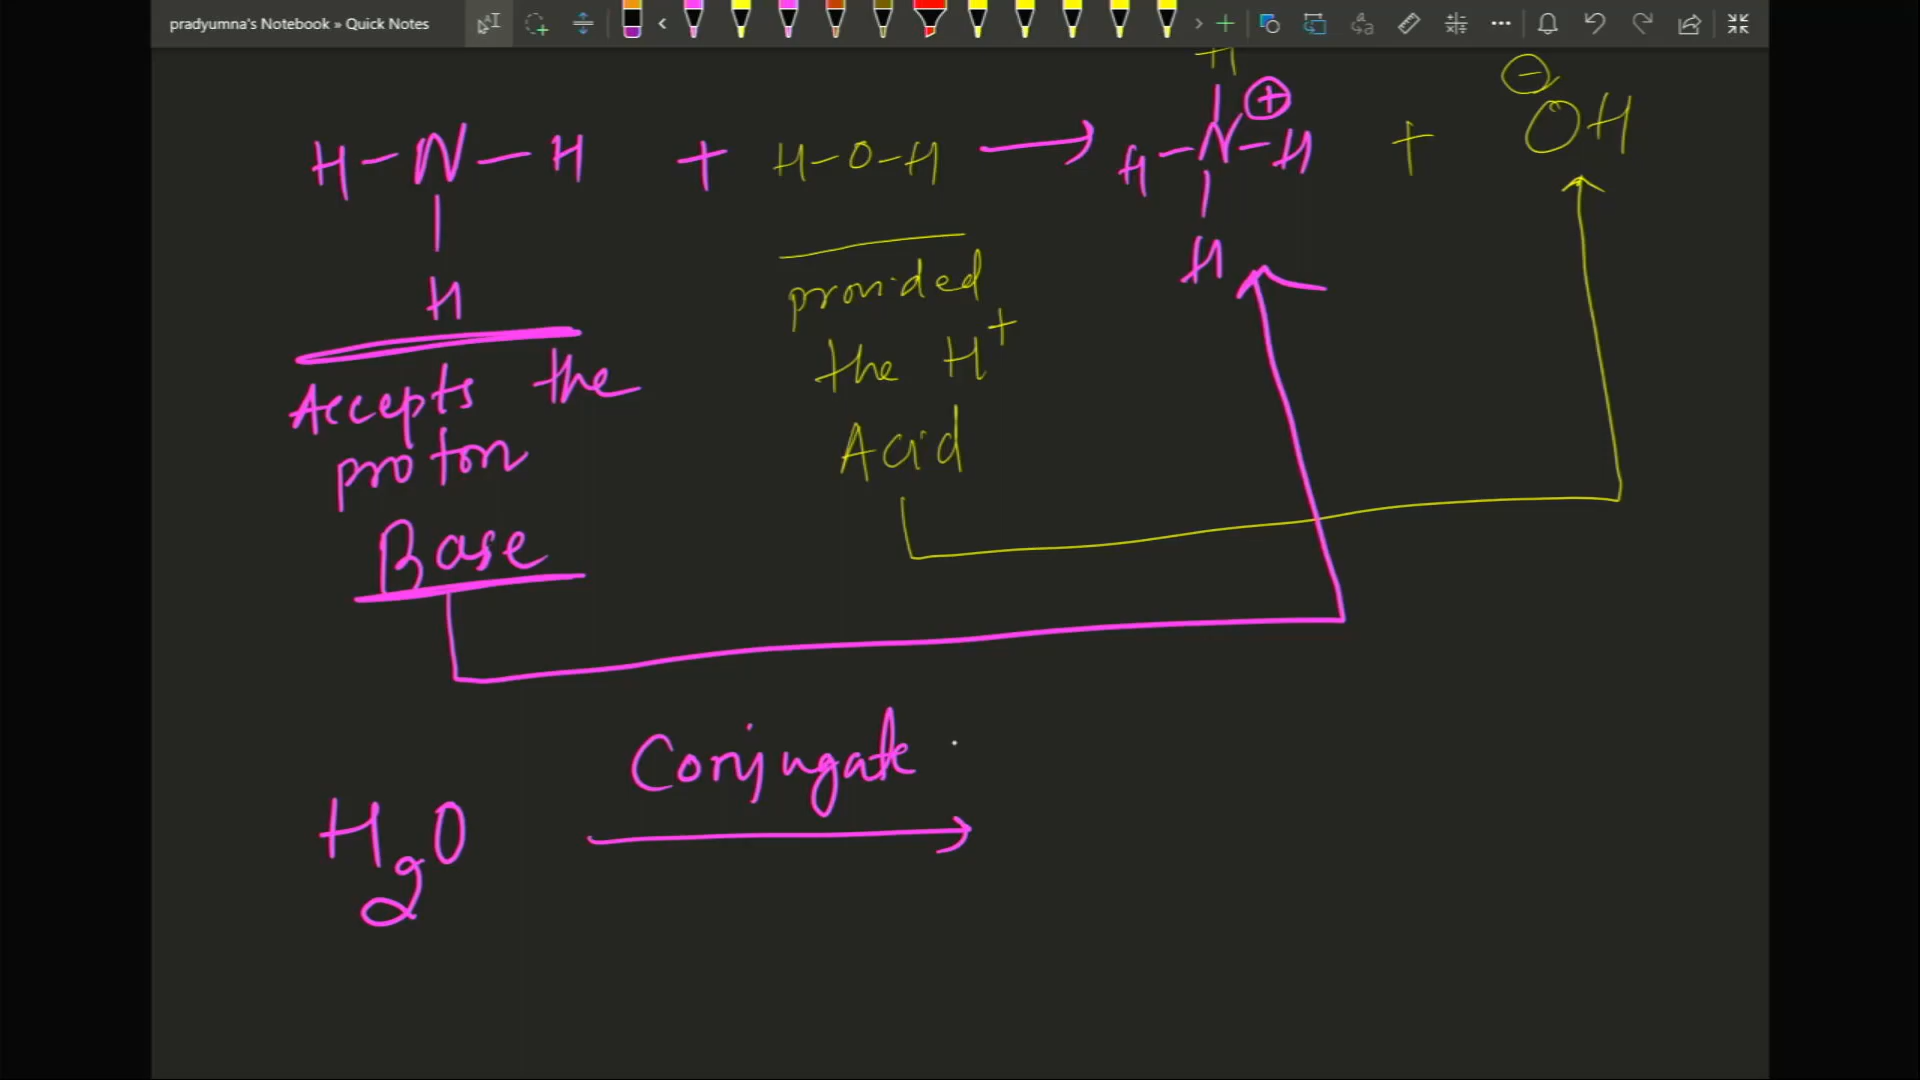 pradyumna's Notebook » Quick Notes
H
H-N-H + H-O-H → H-N⊕-H + ⊖OH
H
H
provided
the H+
Acid
Accepts the
proton
Base
Conjugate
H2O →